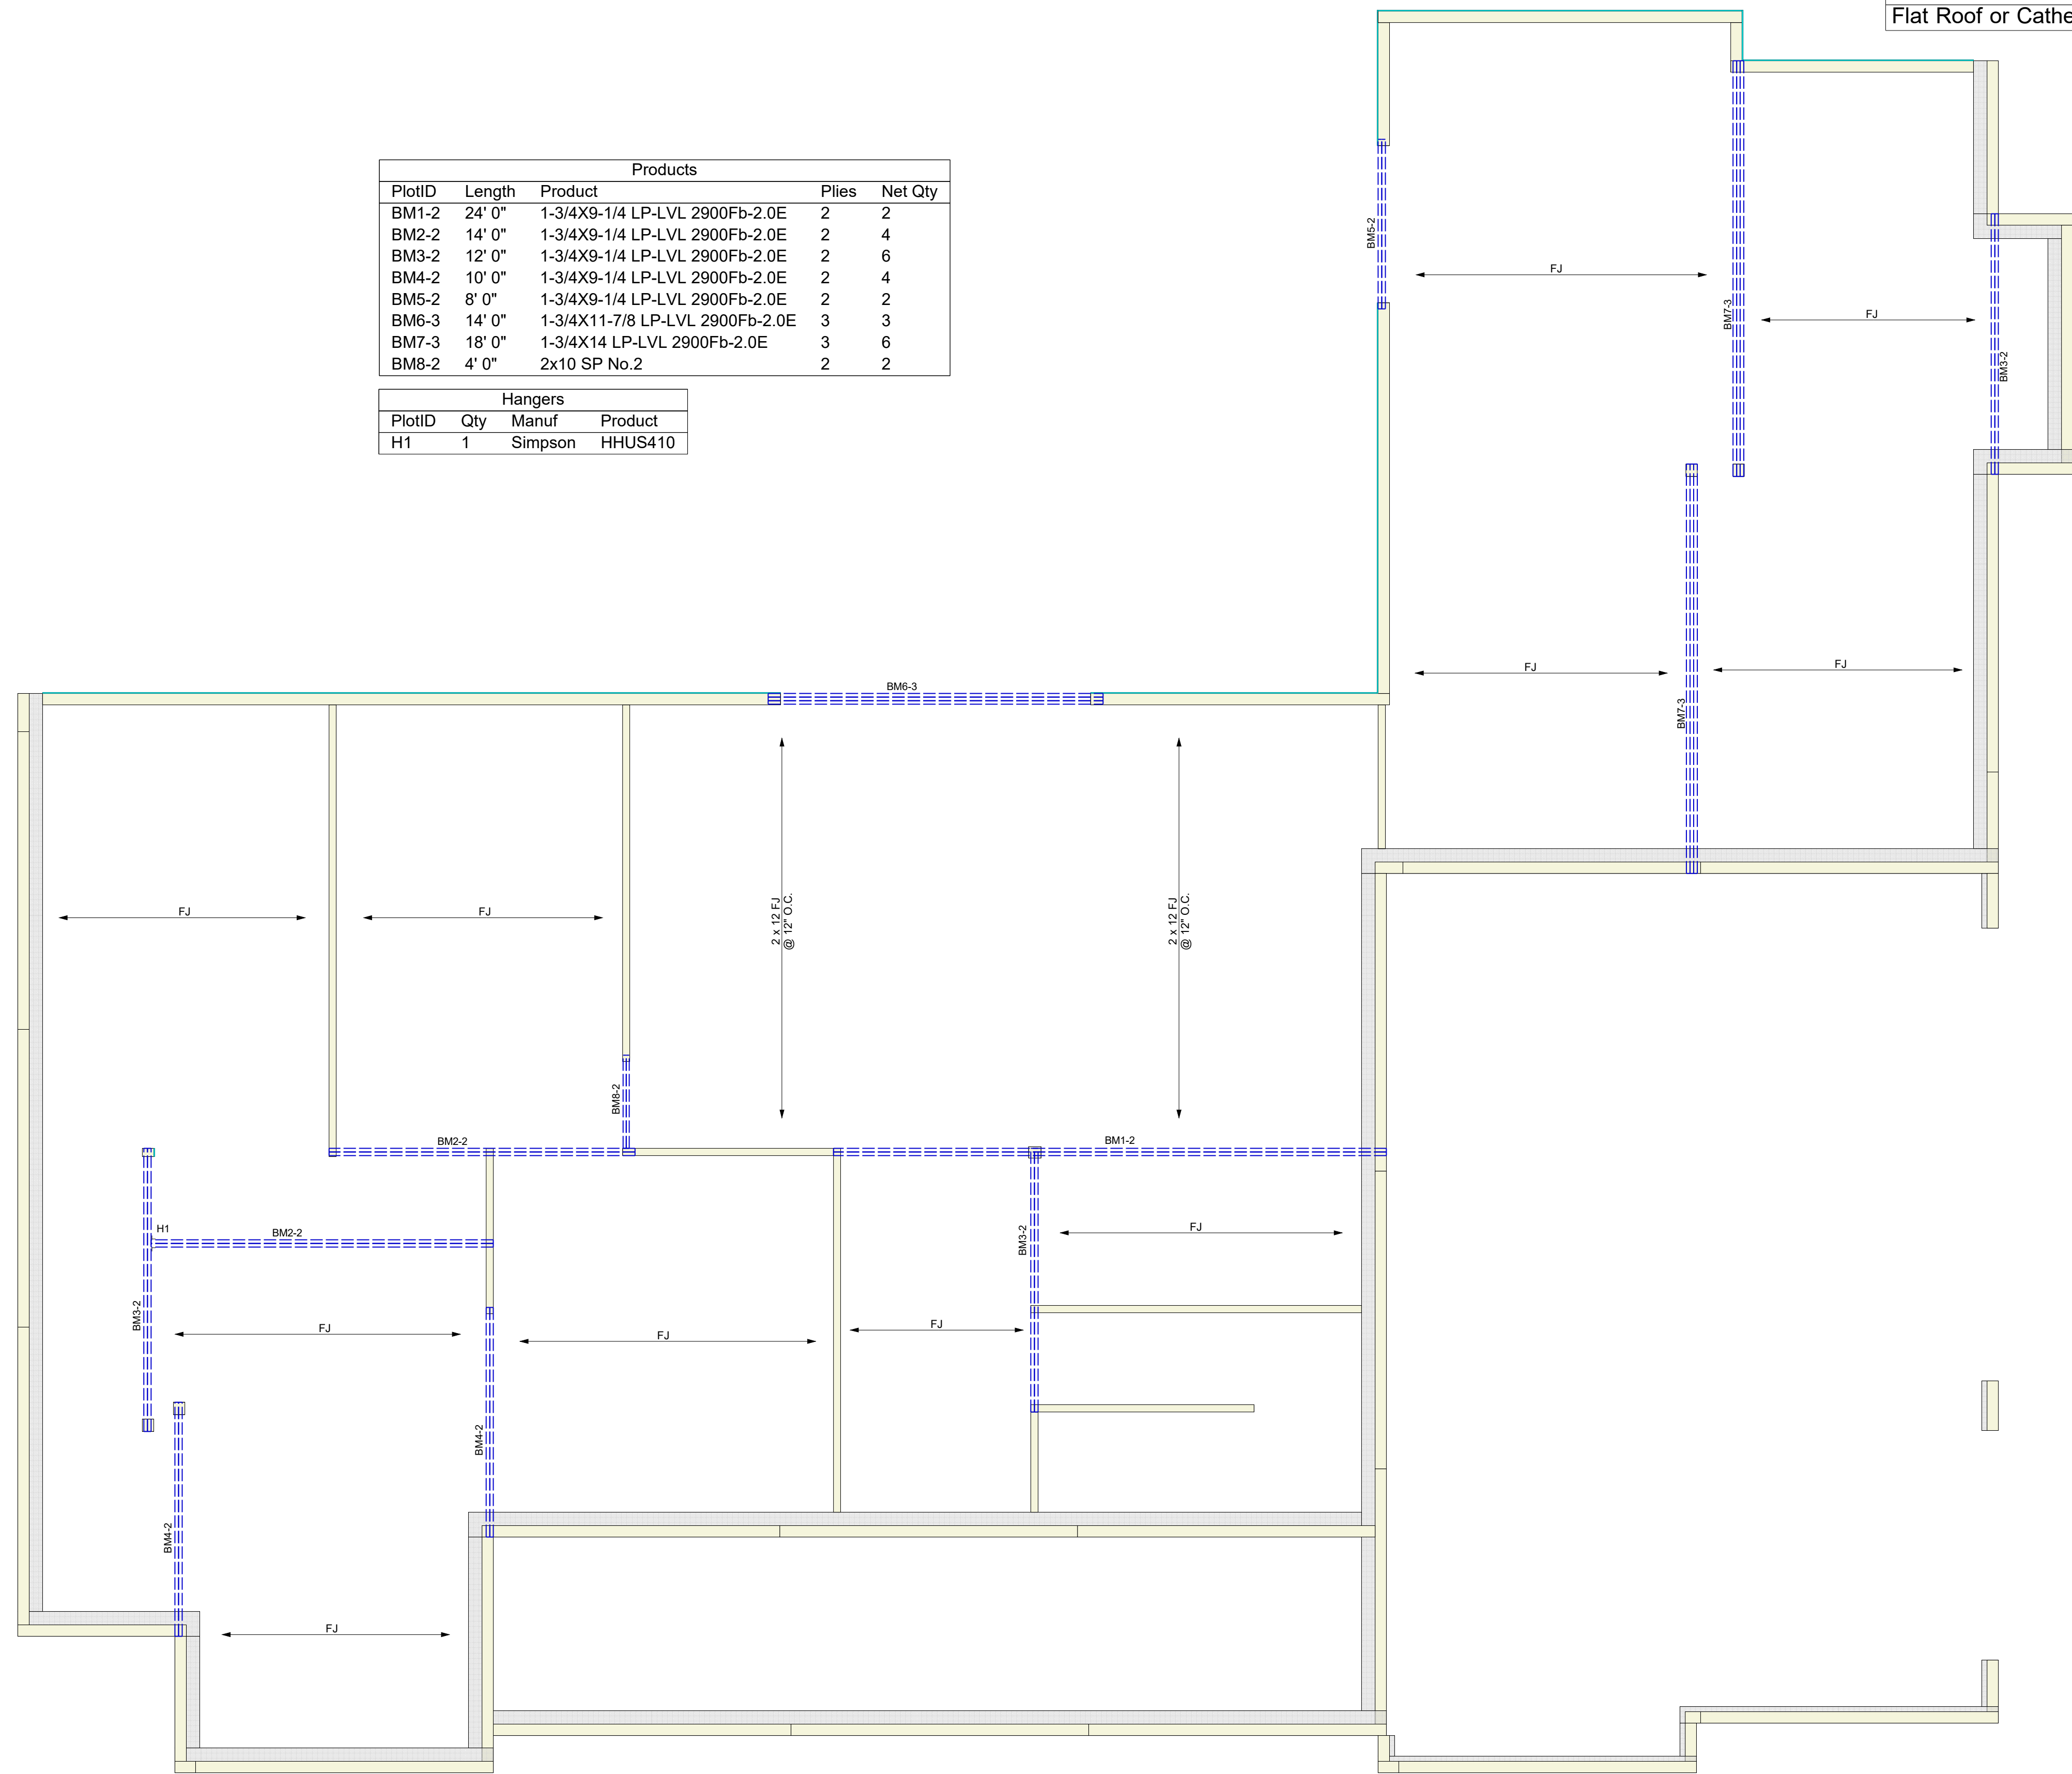 Flat Roof or Cathe
Products
PlotID Length Product Plies Net Qty
BM1-2 24' 0" 1-3/4X9-1/4 LP-LVL 2900Fb-2.0E 2 2
BM2-2 14' 0" 1-3/4X9-1/4 LP-LVL 2900Fb-2.0E 2 4
BM3-2 12' 0" 1-3/4X9-1/4 LP-LVL 2900Fb-2.0E 2 6
BM4-2 10' 0" 1-3/4X9-1/4 LP-LVL 2900Fb-2.0E 2 4
BM5-2 8' 0" 1-3/4X9-1/4 LP-LVL 2900Fb-2.0E 2 2
BM6-3 14' 0" 1-3/4X11-7/8 LP-LVL 2900Fb-2.0E 3 3
BM7-3 18' 0" 1-3/4X14 LP-LVL 2900Fb-2.0E 3 6
BM8-2 4' 0" 2x10 SP No.2 2 2
Hangers
PlotID Qty Manuf Product
H1 1 Simpson HHUS410
BM5-2
FJ
BM7-3
FJ
BM3-2
BM6-3
FJ
BM7-3
FJ
FJ
FJ
2 x 12 FJ
@ 12" O.C.
2 x 12 FJ
@ 12" O.C.
BM8-2
BM2-2
BM1-2
H1
BM2-2
BM3-2
FJ
BM3-2
FJ
FJ
FJ
BM4-2
BM4-2
FJ